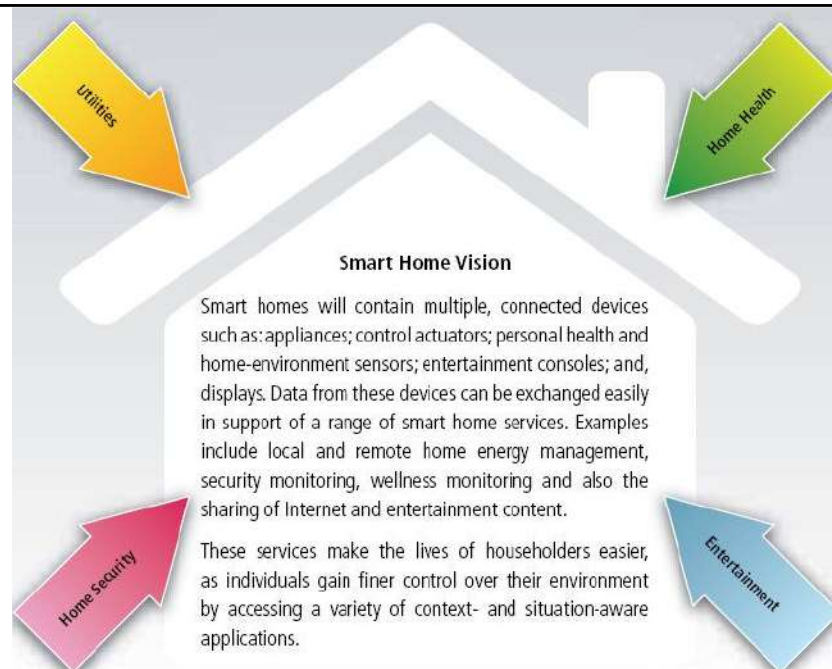 Utilities
Home Health
Smart Home Vision
Smart homes will contain multiple, connected devices
such as: appliances; control actuators; personal health and
home-environment sensors; entertainment consoles; and,
displays. Data from these devices can be exchanged easily
in support of a range of smart home services. Examples
include local and remote home energy management,
security monitoring, wellness monitoring and also the
sharing of Internet and entertainment content.
These services make the lives of householders easier,
as individuals gain finer control over their environment
by accessing a variety of context- and situation-aware
applications.
Home Security
Entertainment